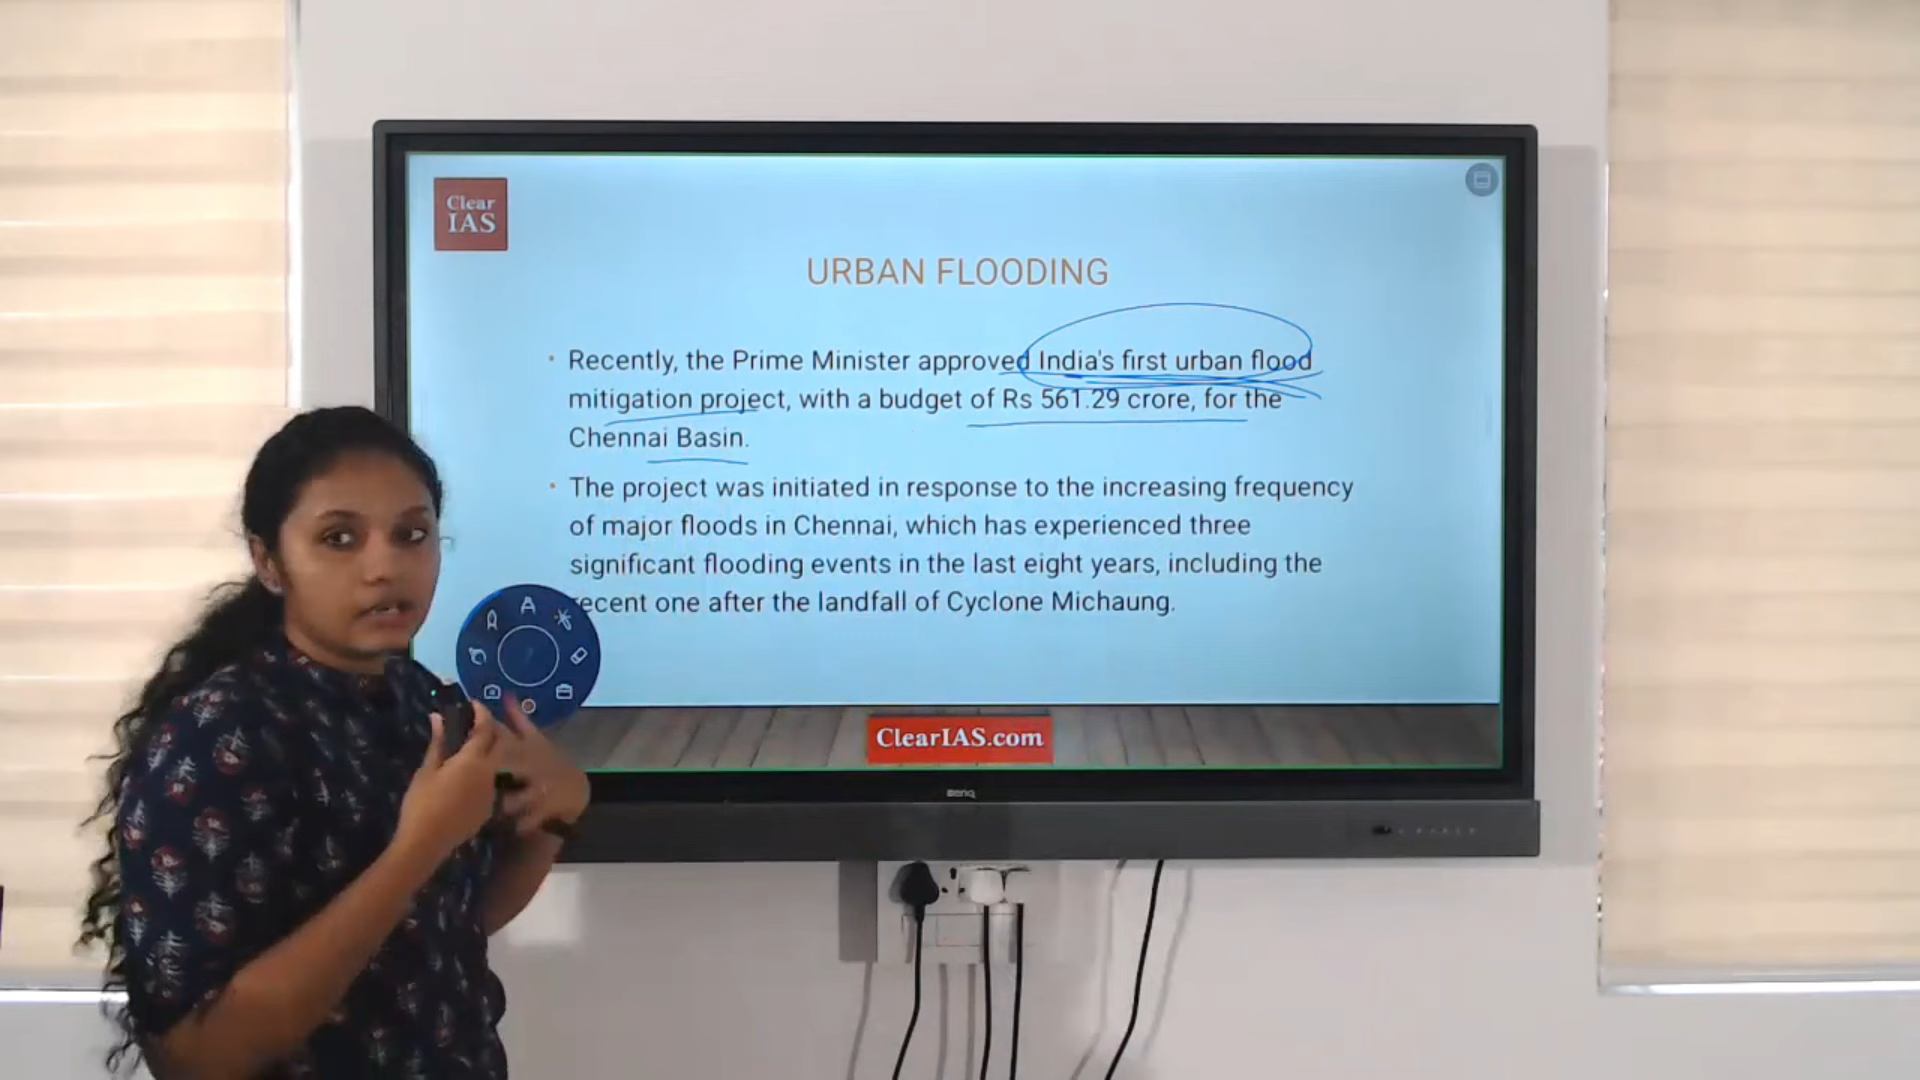 Clear
IAS
URBAN FLOODING
Recently, the Prime Minister approved India's first urban flood
mitigation project, with a budget of Rs 561.29 crore, for the
Chennai Basin.
The project was initiated in response to the increasing frequency
of major floods in Chennai, which has experienced three
significant flooding events in the last eight years, including the
recent one after the landfall of Cyclone Michaung.
ClearIAS.com
BenQ